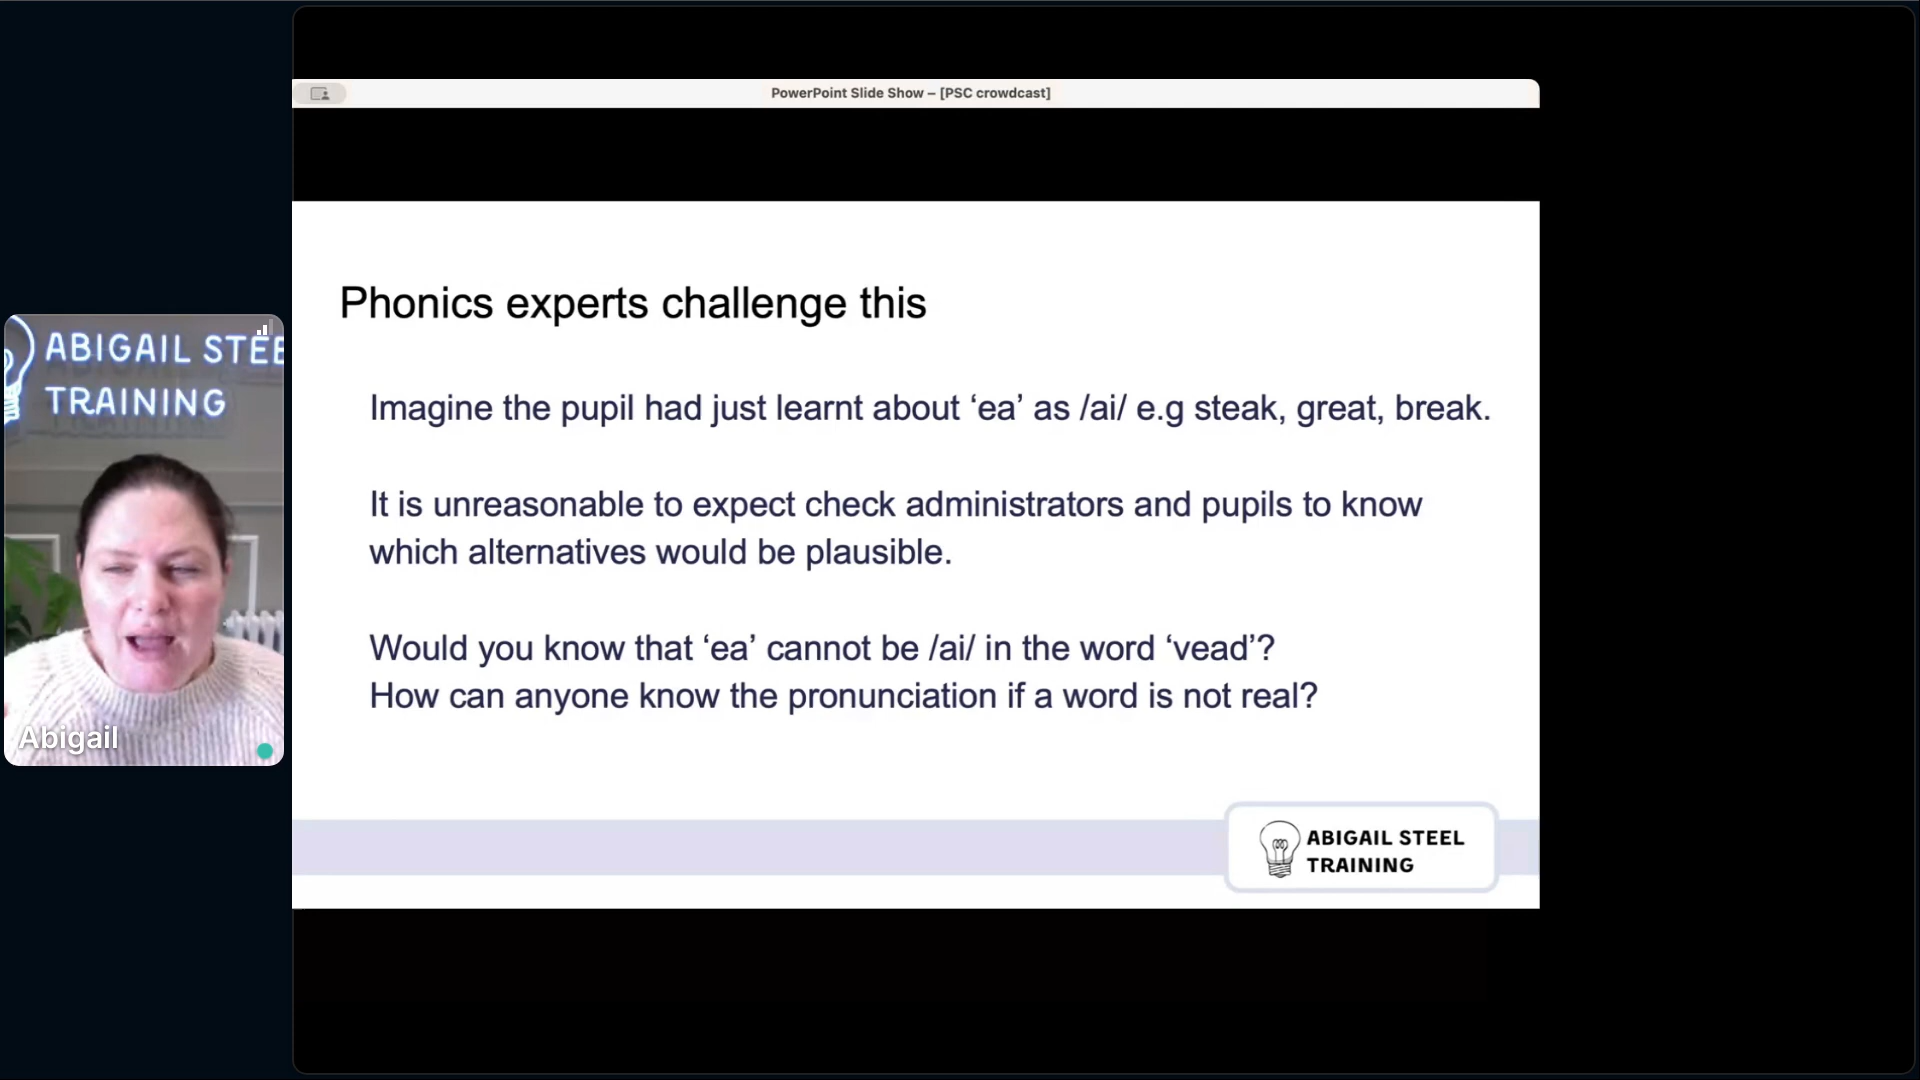 PowerPoint Slide Show – [PSC crowdcast]
ABIGAIL STEE
TRAINING
Abigail
Phonics experts challenge this
Imagine the pupil had just learnt about ‘ea’ as /ai/ e.g steak, great, break.
It is unreasonable to expect check administrators and pupils to know
which alternatives would be plausible.
Would you know that ‘ea’ cannot be /ai/ in the word ‘vead’?
How can anyone know the pronunciation if a word is not real?
ABIGAIL STEEL
TRAINING